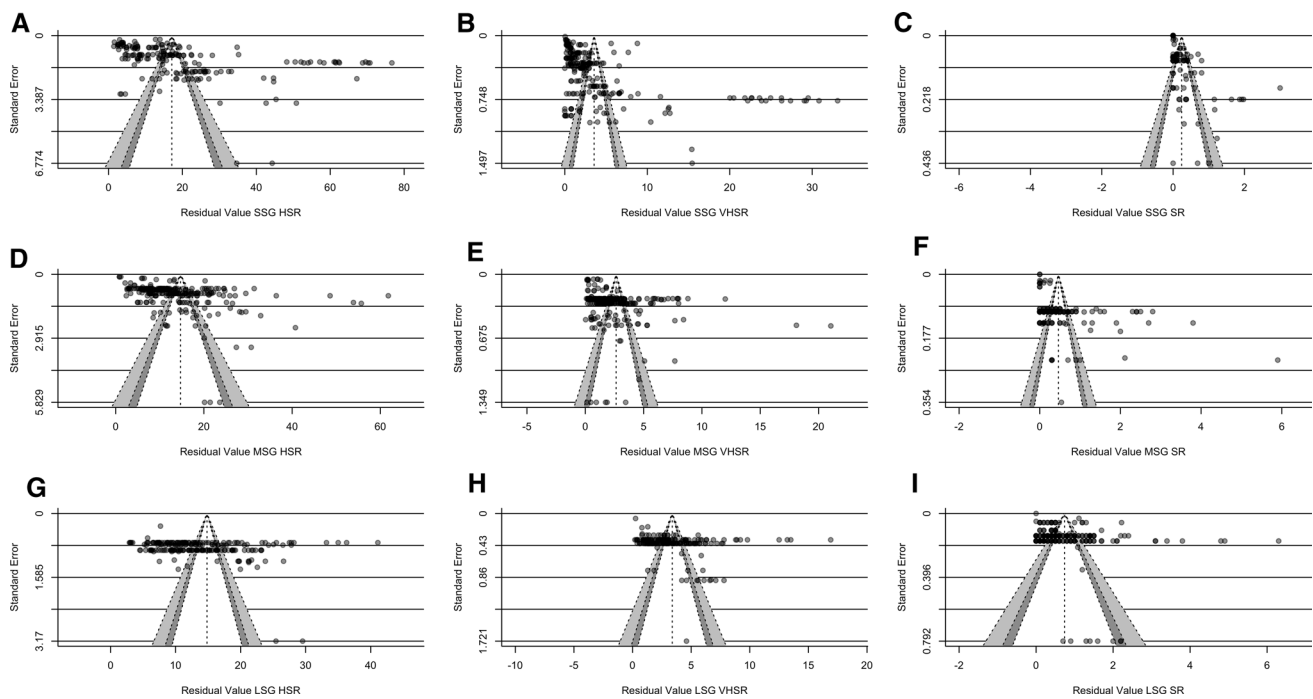 A
Standard Error
0
3.387
6.774
0 20 40 60 80
Residual Value SSG HSR
B
Standard Error
0
0.748
1.497
0 10 20 30
Residual Value SSG VHSR
C
Standard Error
0
0.218
0.436
-6 -4 -2 0 2
Residual Value SSG SR
D
Standard Error
0
2.915
5.829
0 20 40 60
Residual Value MSG HSR
E
Standard Error
0
0.675
1.349
-5 0 5 10 15 20
Residual Value MSG VHSR
F
Standard Error
0
0.177
0.354
-2 0 2 4 6
Residual Value MSG SR
G
Standard Error
0
1.585
3.17
0 10 20 30 40
Residual Value LSG HSR
H
Standard Error
0
0.43
0.86
1.721
-10 -5 0 5 10 15 20
Residual Value LSG VHSR
I
Standard Error
0
0.396
0.792
-2 0 2 4 6
Residual Value LSG SR